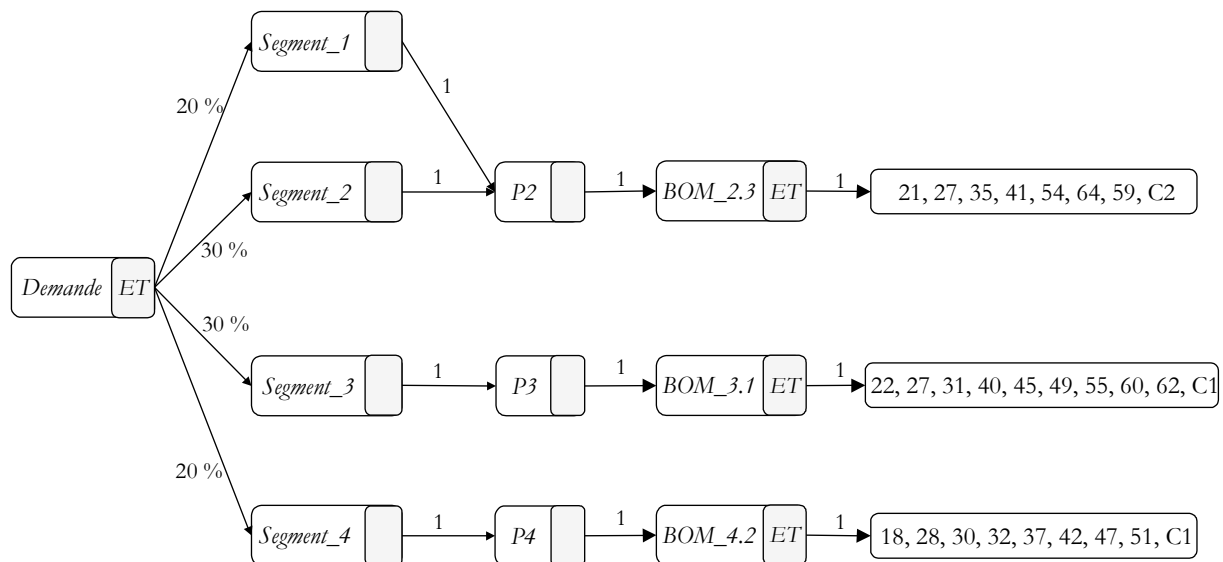 Segment_1
1
20 %
Segment_2
1
P2
1
BOM_2.3
ET
1
21, 27, 35, 41, 54, 64, 59, C2
30 %
Demande
ET
30 %
Segment_3
1
P3
1
BOM_3.1
ET
1
22, 27, 31, 40, 45, 49, 55, 60, 62, C1
20 %
Segment_4
1
P4
1
BOM_4.2
ET
1
18, 28, 30, 32, 37, 42, 47, 51, C1